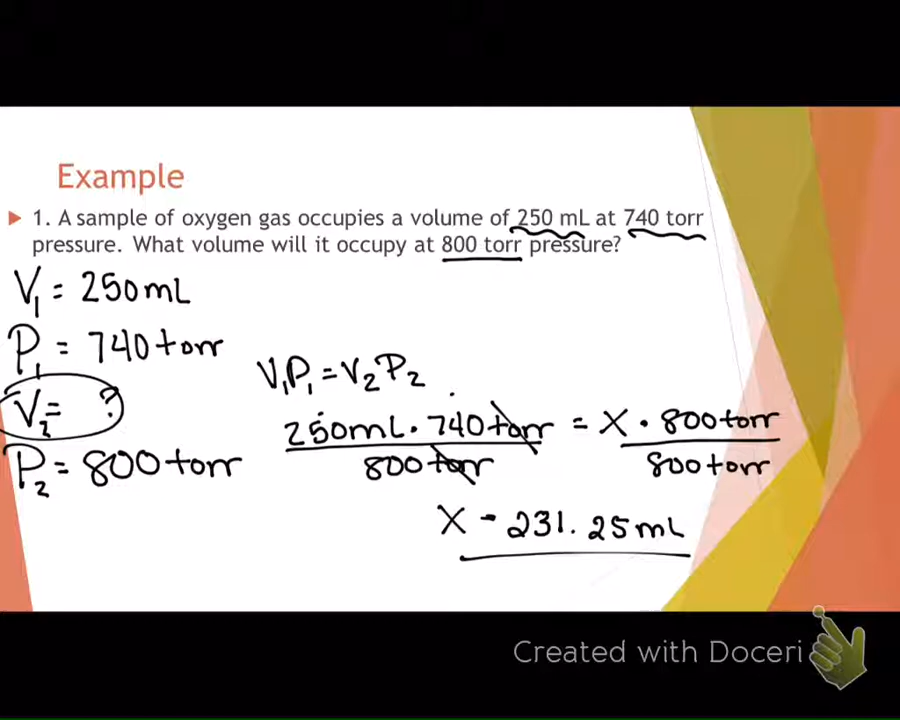 Example
1. A sample of oxygen gas occupies a volume of 250 mL at 740 torr
pressure. What volume will it occupy at 800 torr pressure?
V₁ = 250 mL
P₁ = 740 torr
V₂ = ?
P₂ = 800 torr
V₁P₁ = V₂P₂
250mL · 740 torr = X · 800 torr
800 torr 800 torr
X - 231.25 mL
Created with Doceri